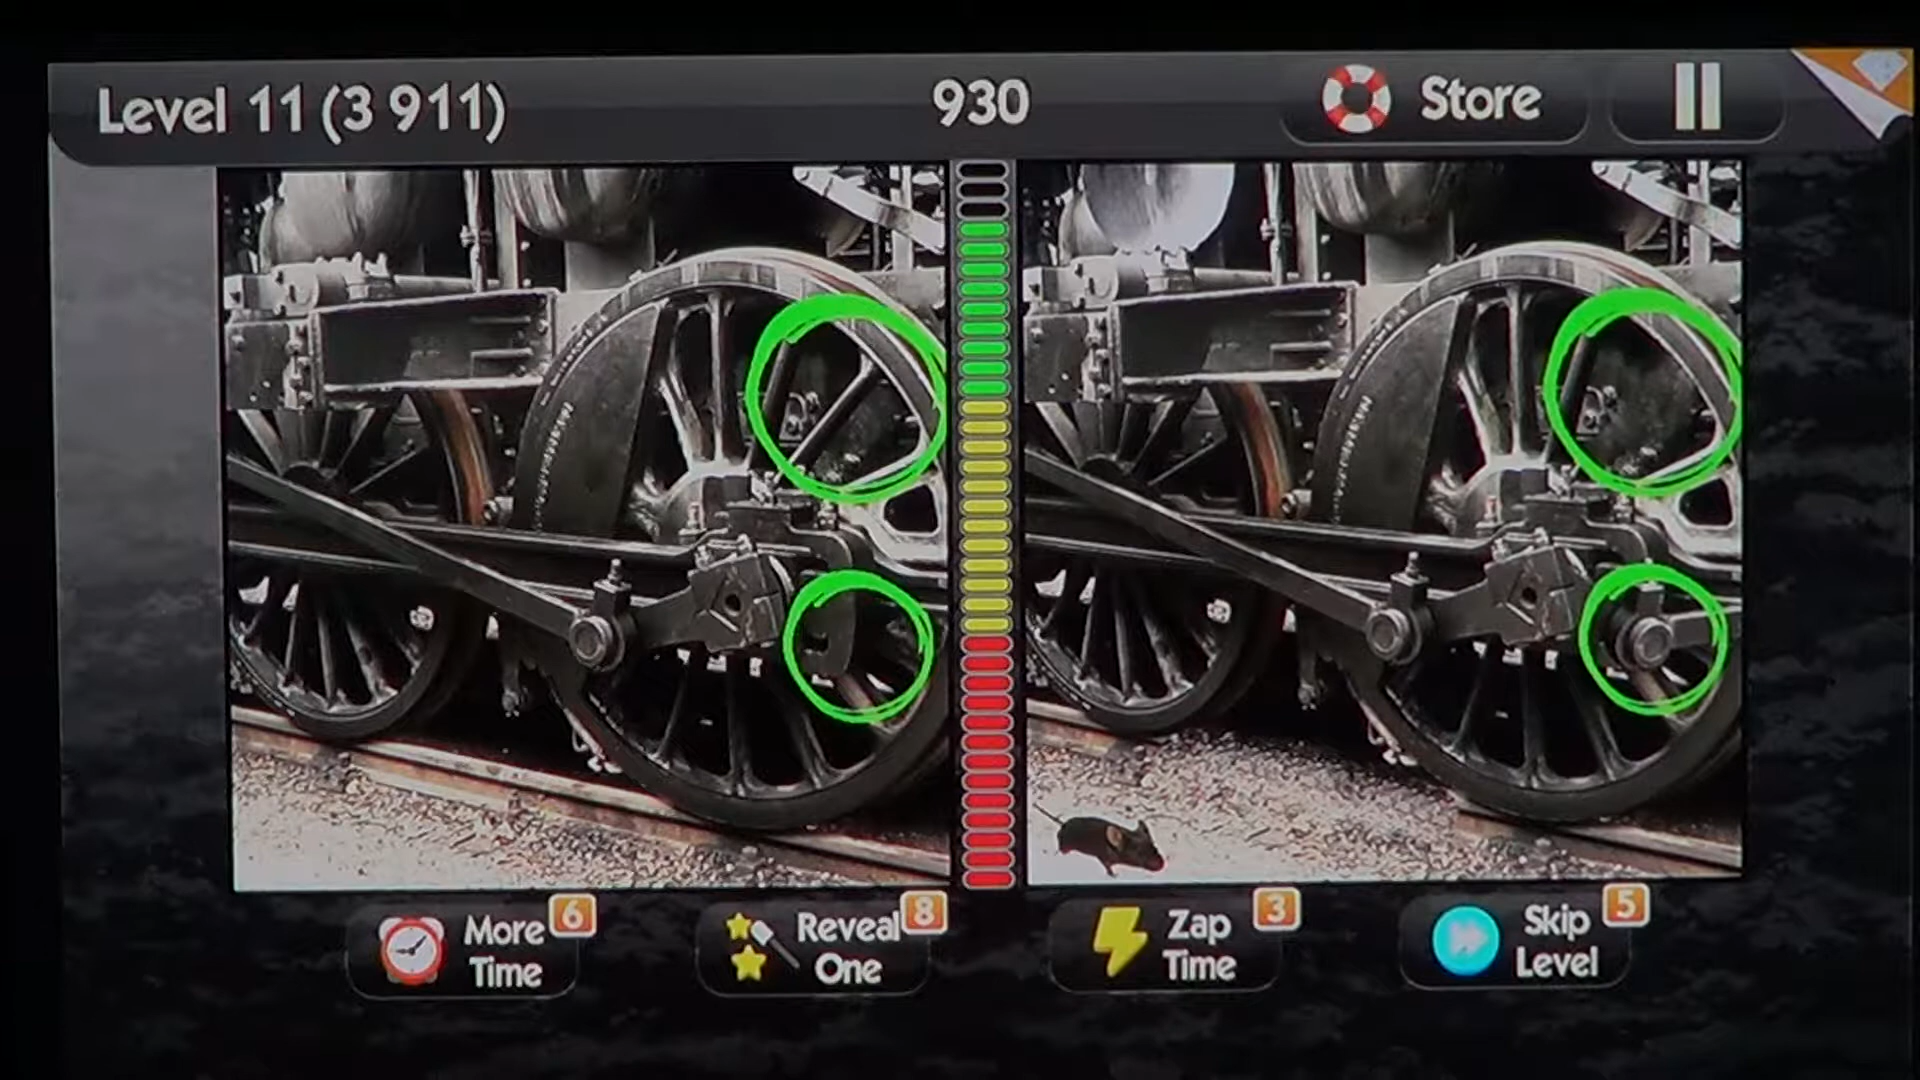 Level 11 (3 911)
930
Store
More Time
6
Reveal One
8
Zap Time
3
Skip Level
5